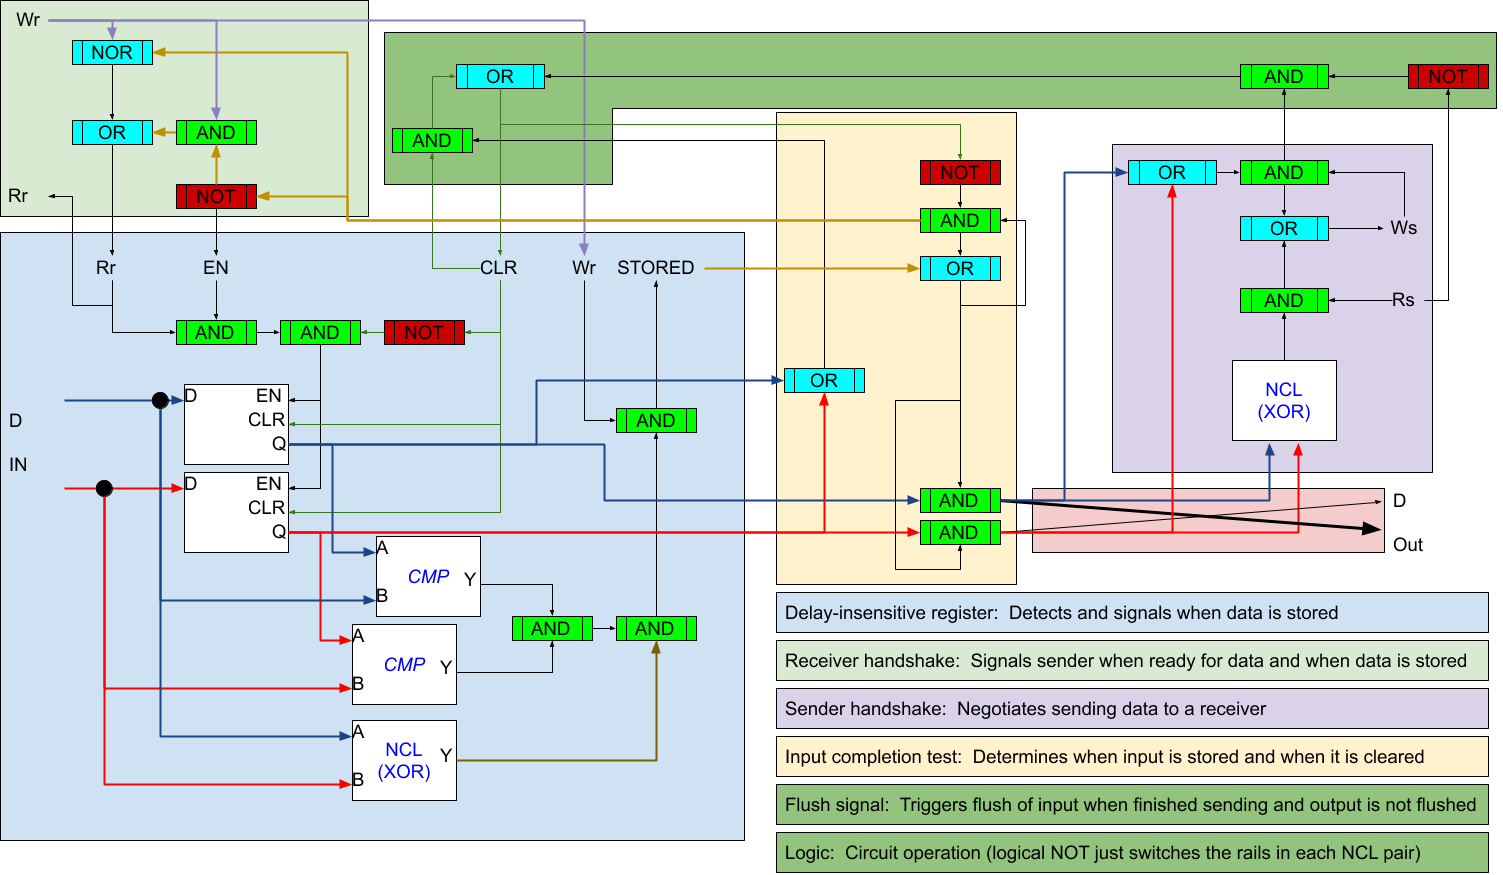 Wr
NOR
OR
AND
OR
AND
NOT
AND
OR
AND
NOT
Rr
NOT
NOT
AND
OR
AND
OR
Ws
AND
Rs
Rr
EN
CLR
Wr
STORED
OR
AND
AND
NOT
OR
NCL
(XOR)
D
IN
D
EN
CLR
Q
D
EN
CLR
Q
AND
AND
AND
D
Out
A
CMP
Y
B
A
CMP
Y
B
AND
AND
A
NCL
(XOR)
Y
B
Delay-insensitive register: Detects and signals when data is stored
Receiver handshake: Signals sender when ready for data and when data is stored
Sender handshake: Negotiates sending data to a receiver
Input completion test: Determines when input is stored and when it is cleared
Flush signal: Triggers flush of input when finished sending and output is not flushed
Logic: Circuit operation (logical NOT just switches the rails in each NCL pair)